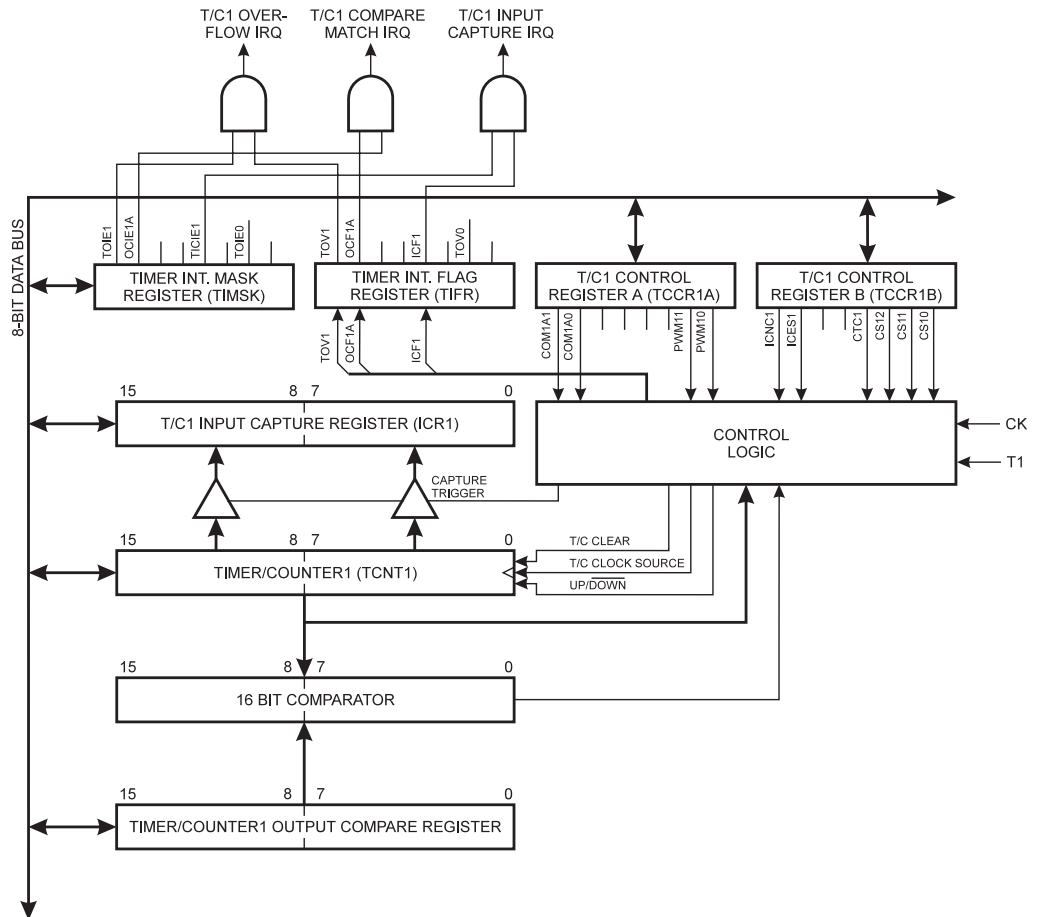 T/C1 OVER-
FLOW IRQ
T/C1 COMPARE
MATCH IRQ
T/C1 INPUT
CAPTURE IRQ
8-BIT DATA BUS
TOIE1
OCIE1A
TICIE1
TOIE0
TOV1
OCF1A
ICF1
TOV0
TIMER INT. MASK
REGISTER (TIMSK)
TIMER INT. FLAG
REGISTER (TIFR)
T/C1 CONTROL
REGISTER A (TCCR1A)
T/C1 CONTROL
REGISTER B (TCCR1B)
TOV1
OCF1A
ICF1
COM1A1
COM1A0
PWM11
PWM10
ICNC1
ICES1
CTC1
CS12
CS11
CS10
15 8 7 0
T/C1 INPUT CAPTURE REGISTER (ICR1)
CONTROL
LOGIC
CK
T1
CAPTURE
TRIGGER
15 8 7 0
TIMER/COUNTER1 (TCNT1)
T/C CLEAR
T/C CLOCK SOURCE
UP/DOWN
15 8 7 0
16 BIT COMPARATOR
15 8 7 0
TIMER/COUNTER1 OUTPUT COMPARE REGISTER